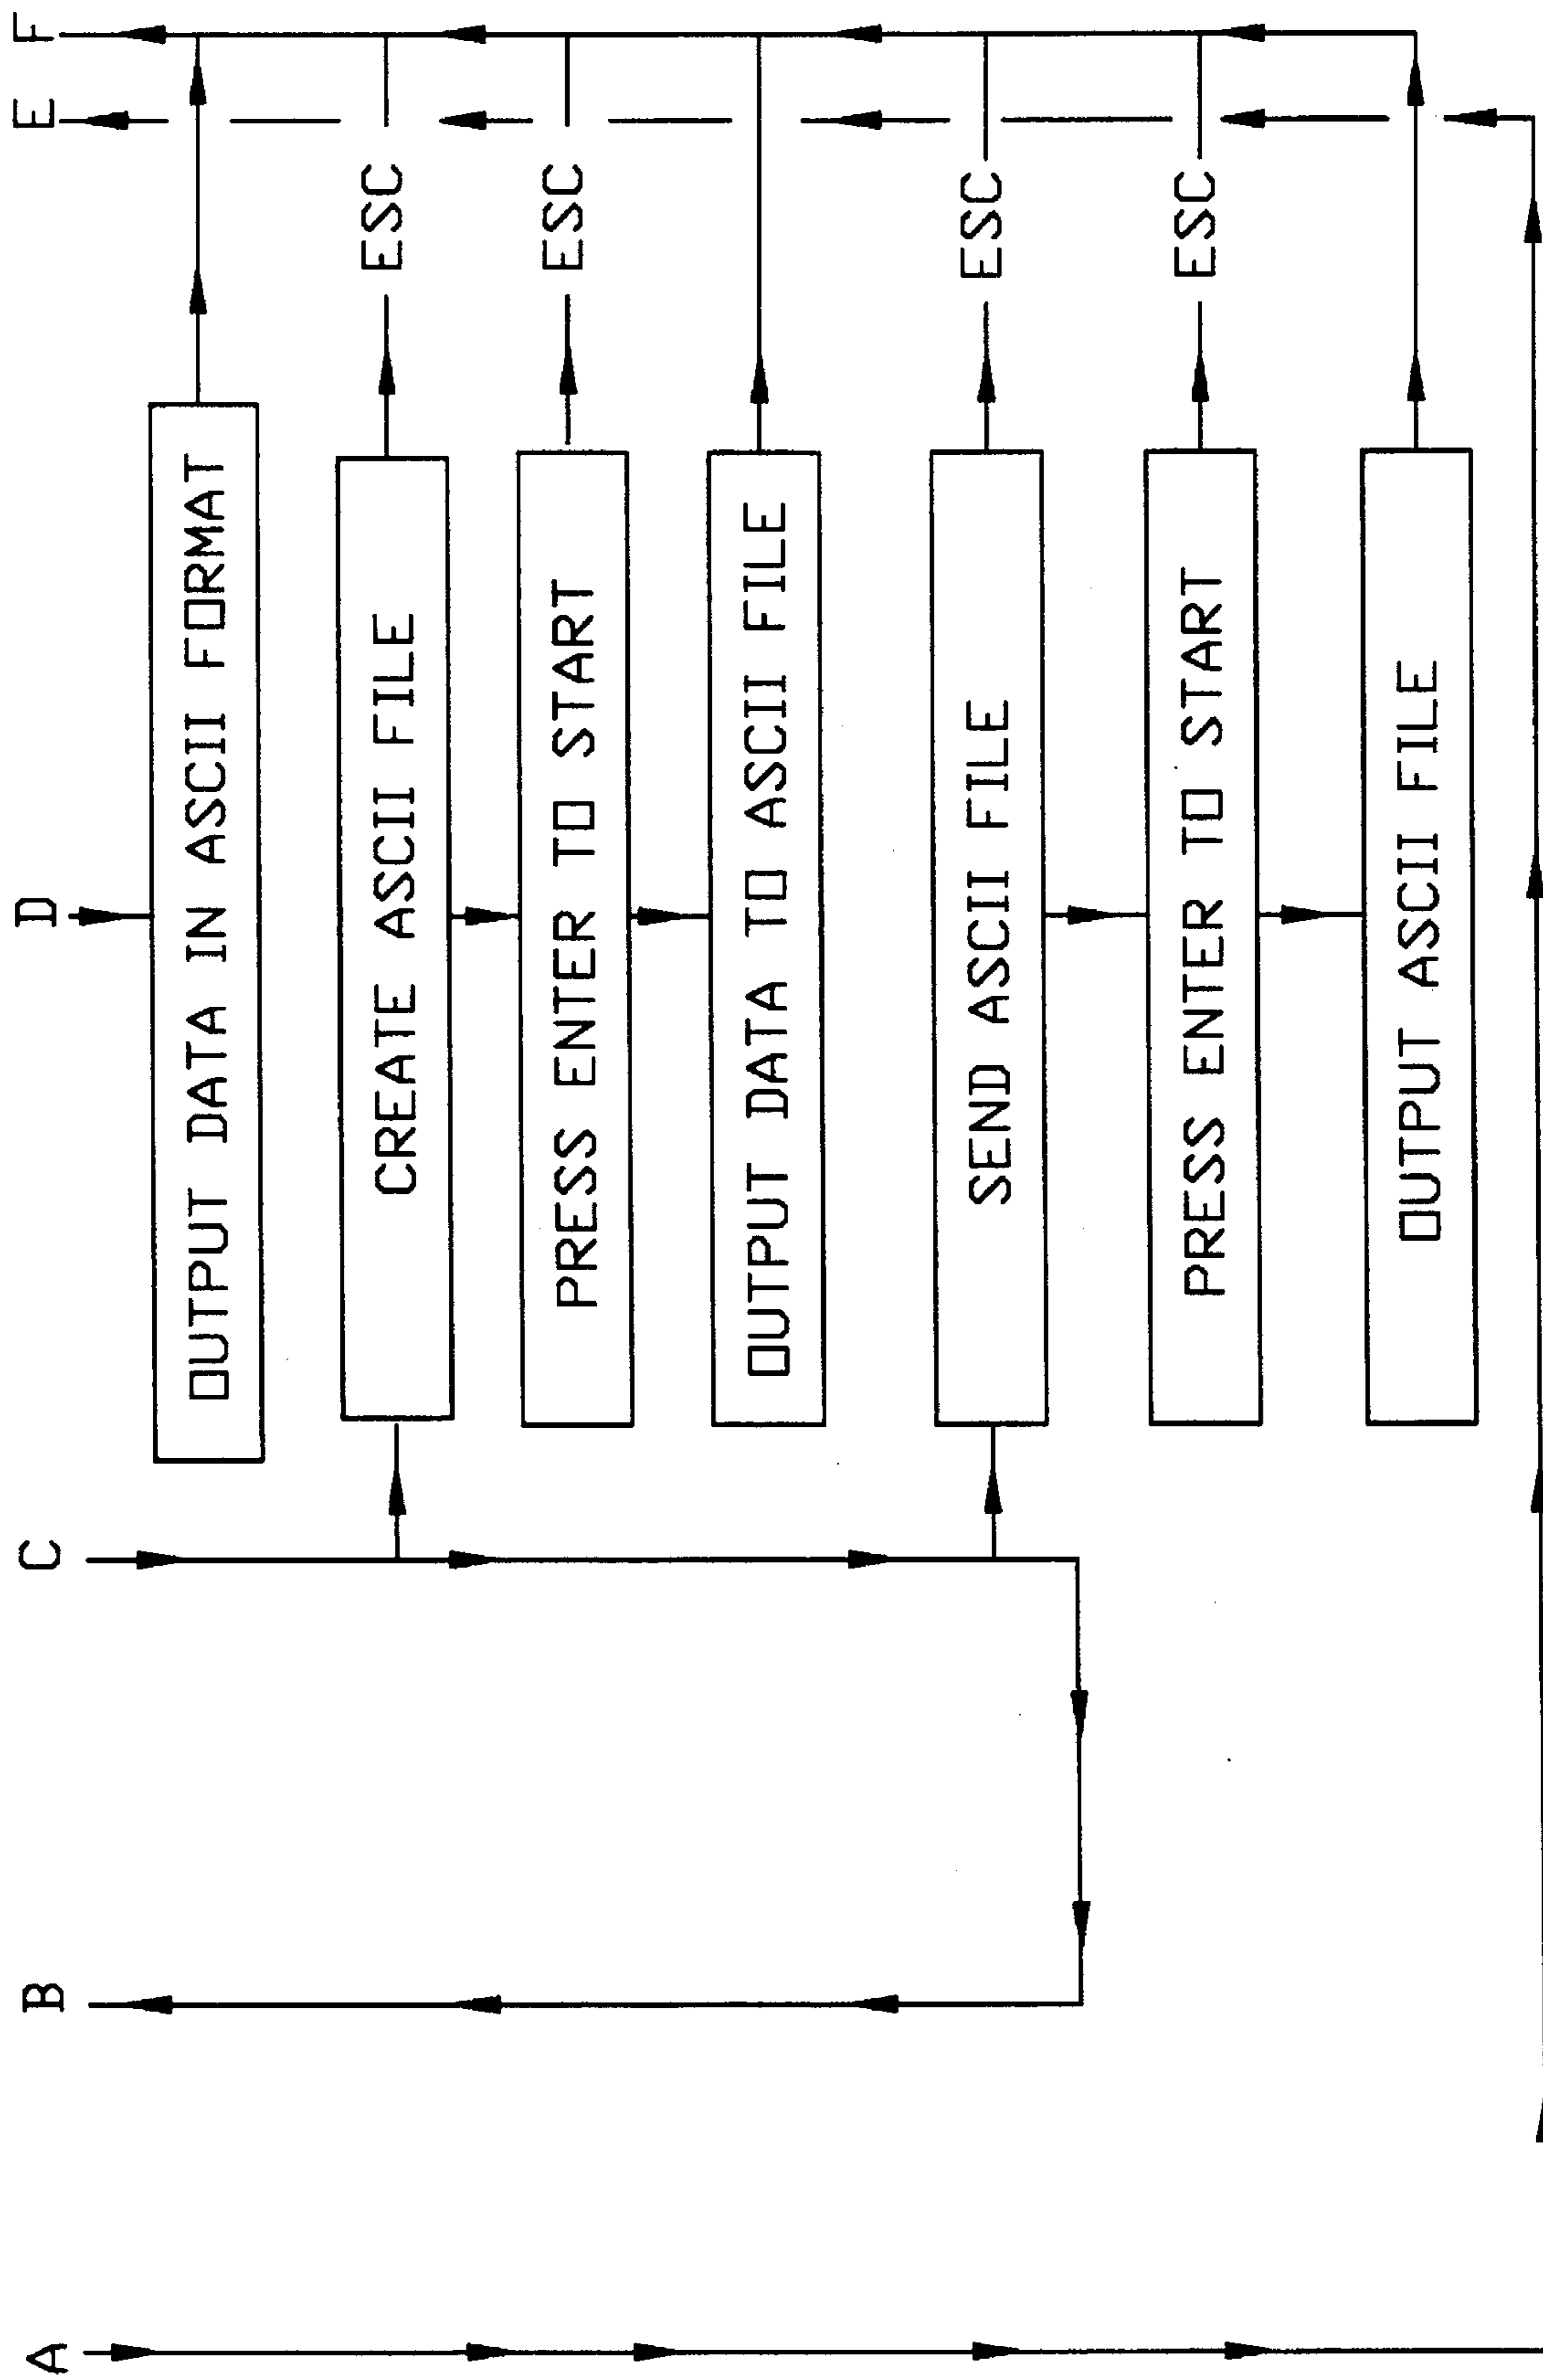 A B C D E F
OUTPUT DATA IN ASCII FORMAT
CREATE ASCII FILE ESC
PRESS ENTER TO START ESC
OUTPUT DATA TO ASCII FILE
SEND ASCII FILE ESC
PRESS ENTER TO START ESC
OUTPUT ASCII FILE